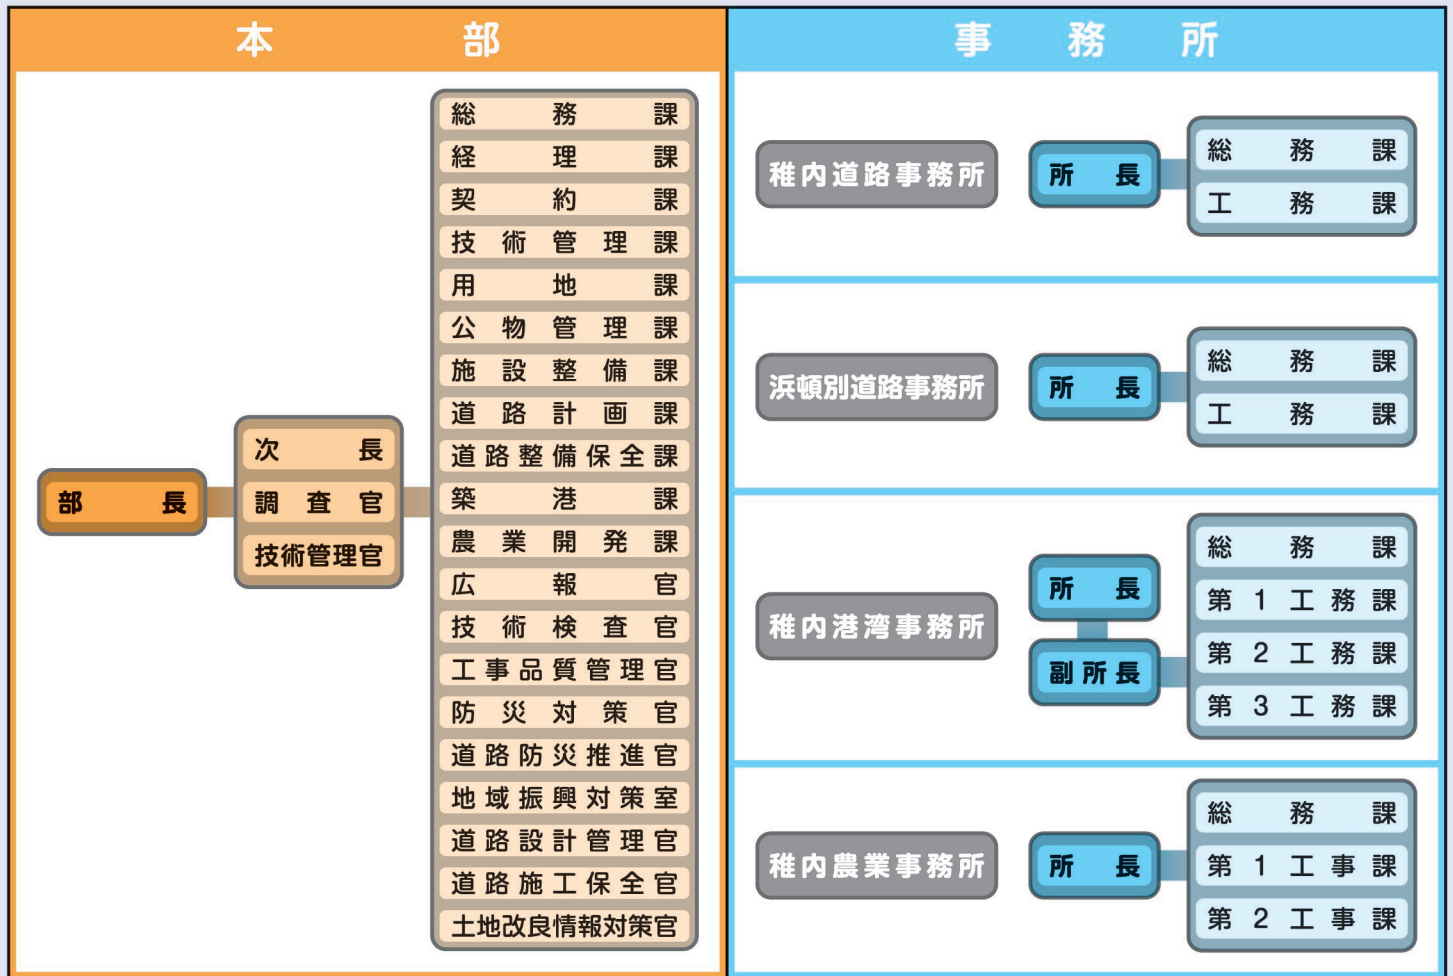 本部
部長
次長
調査官
技術管理官
総務課
経理課
契約課
技術管理課
用地課
公物管理課
施設整備課
道路計画課
道路整備保全課
築港課
農業開発課
広報官
技術検査官
工事品質管理官
防災対策官
道路防災推進官
地域振興対策室
道路設計管理官
道路施工保全官
土地改良情報対策官
事務所
稚内道路事務所
所長
総務課
工務課
浜頓別道路事務所
所長
総務課
工務課
稚内港湾事務所
所長
副所長
総務課
第1工務課
第2工務課
第3工務課
稚内農業事務所
所長
総務課
第1工事課
第2工事課